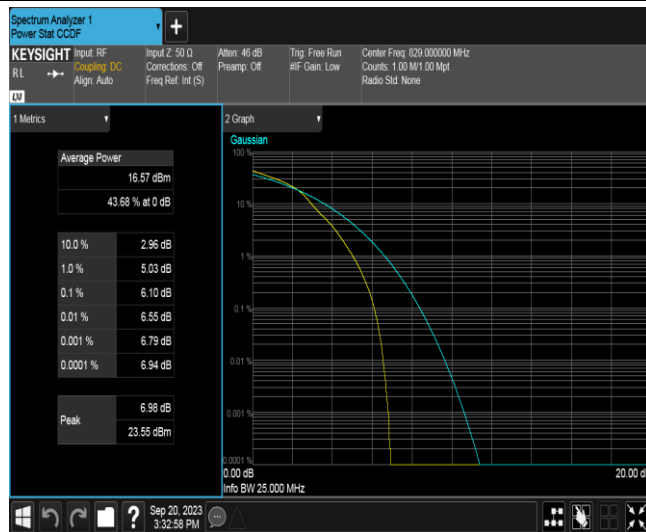 Spectrum Analyzer 1
Power Stat CCDF
KEYSIGHT
RL
LXI
Input: RF
Coupling: DC
Align: Auto
Input Z: 50 Ω
Corrections: Off
Freq Ref: Int (S)
Atten: 46 dB
Preamp: Off
Trig: Free Run
#IF Gain: Low
Center Freq: 829.000000 MHz
Counts: 1.00 M/1.00 Mpt
Radio Std: None
1 Metrics
Average Power
16.57 dBm
43.68 % at 0 dB
10.0 % 2.96 dB
1.0 % 5.03 dB
0.1 % 6.10 dB
0.01 % 6.55 dB
0.001 % 6.79 dB
0.0001 % 6.94 dB
Peak
6.98 dB
23.55 dBm
2 Graph
Gaussian
100 %
10 %
1 %
0.1 %
0.01 %
0.001 %
0.0001 %
0.00 dB
20.00 d
Info BW 25.000 MHz
?
Sep 20, 2023
3:32:58 PM